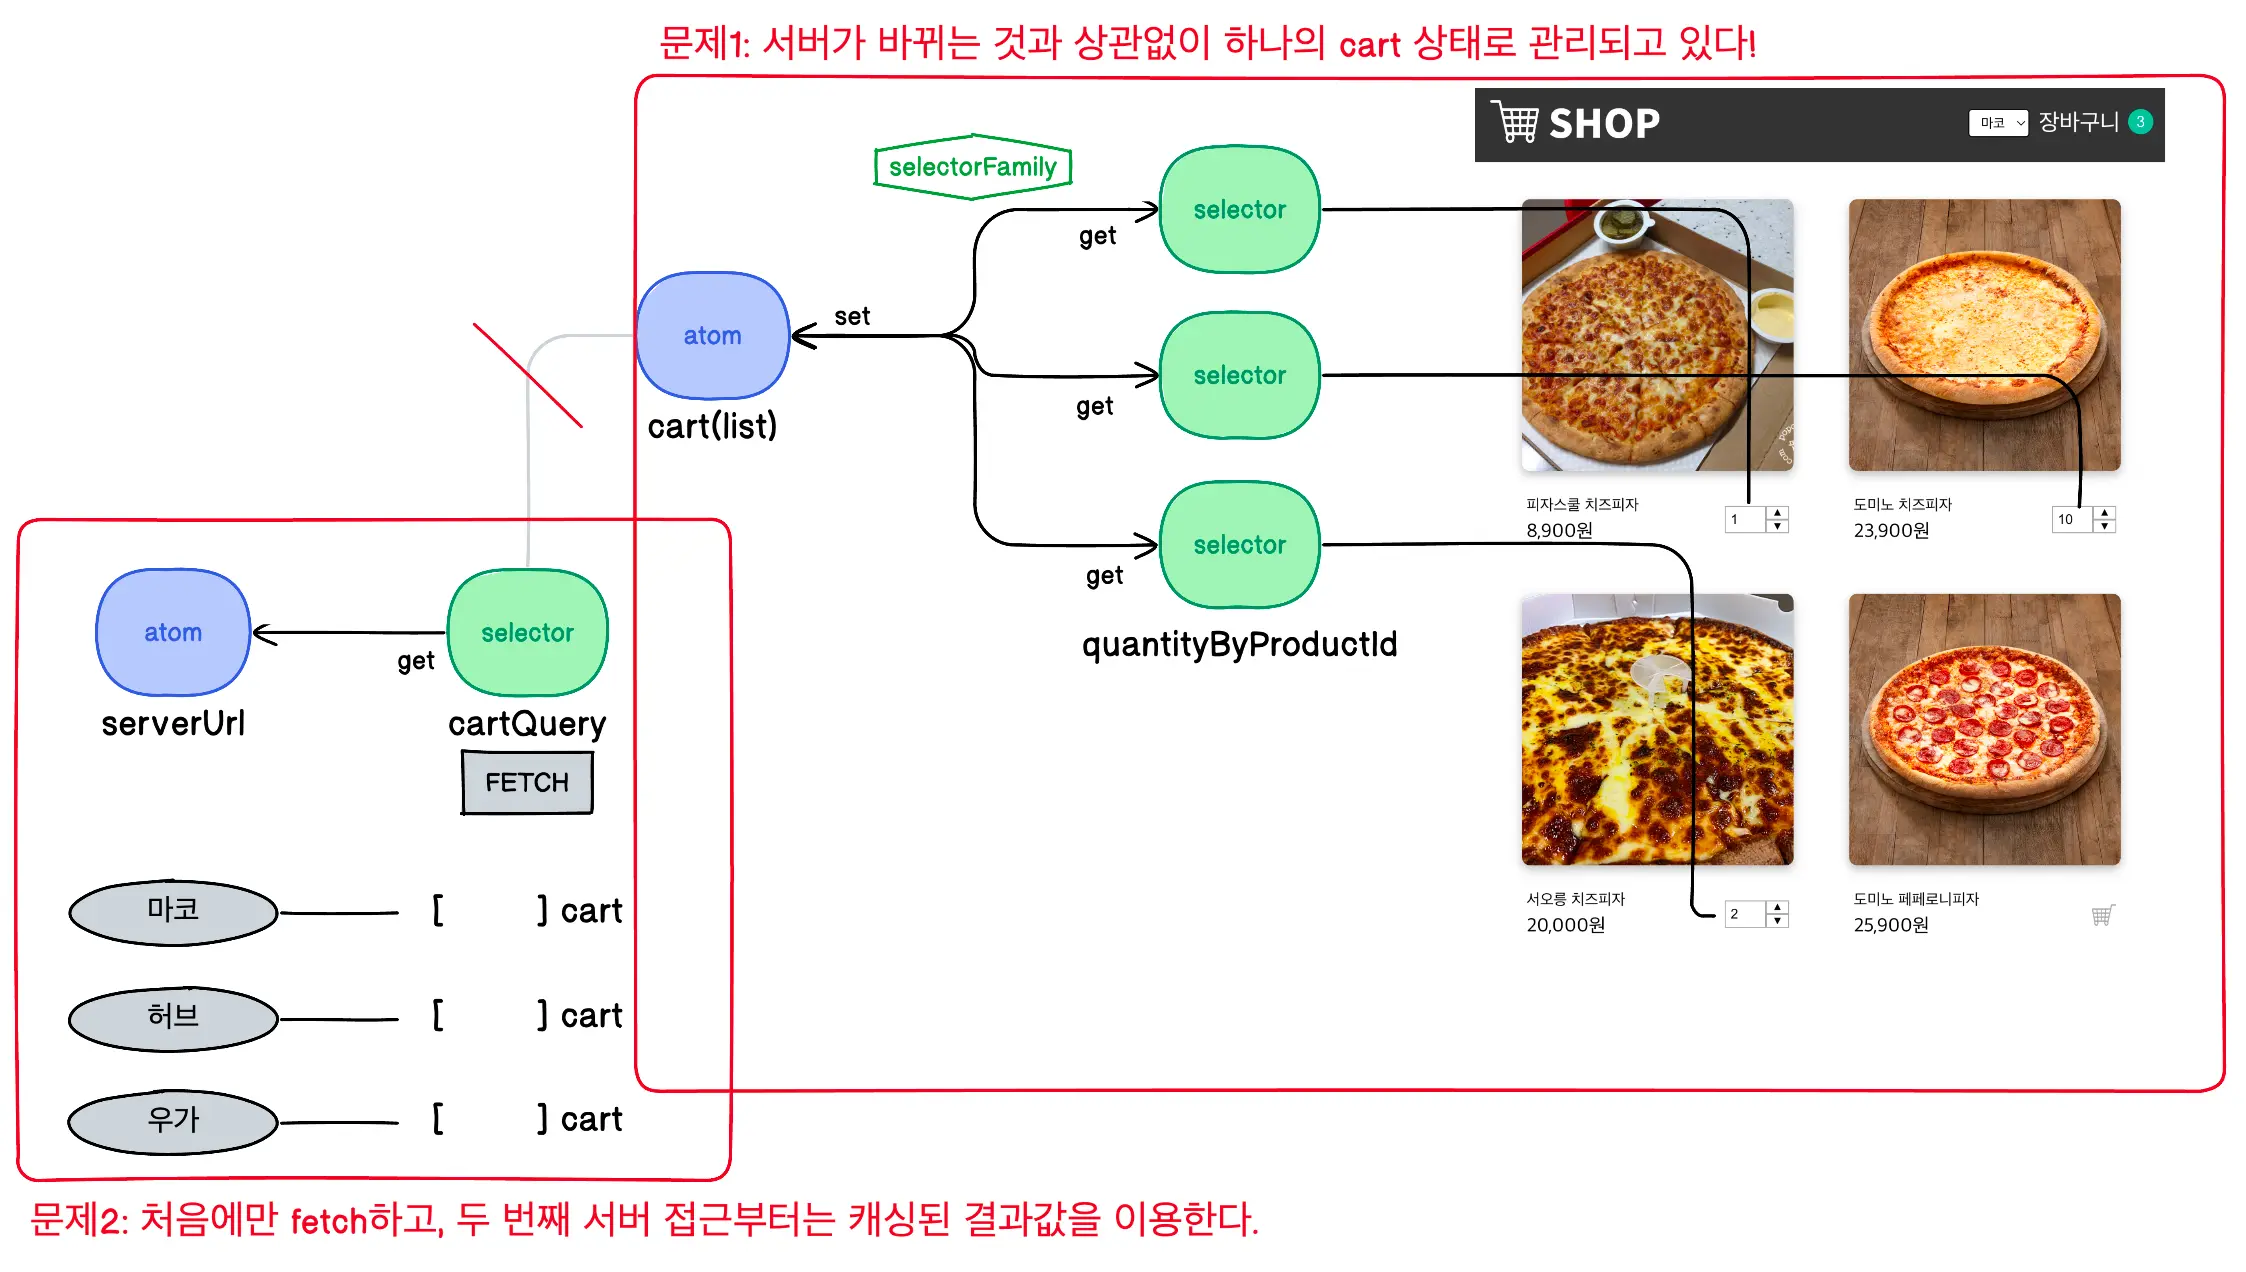 문제1: 서버가 바뀌는 것과 상관없이 하나의 cart 상태로 관리되고 있다!
SHOP
마코
장바구니 3
selectorFamily
selector
get
set
atom
cart(list)
selector
get
selector
get
quantityByProductId
피자스쿨 치즈피자
8,900원
1
도미노 치즈피자
23,900원
10
서오릉 치즈피자
20,000원
2
도미노 페페로니피자
25,900원
atom
serverUrl
get
selector
cartQuery
FETCH
마코 [ ] cart
허브 [ ] cart
우가 [ ] cart
문제2: 처음에만 fetch하고, 두 번째 서버 접근부터는 캐싱된 결과값을 이용한다.